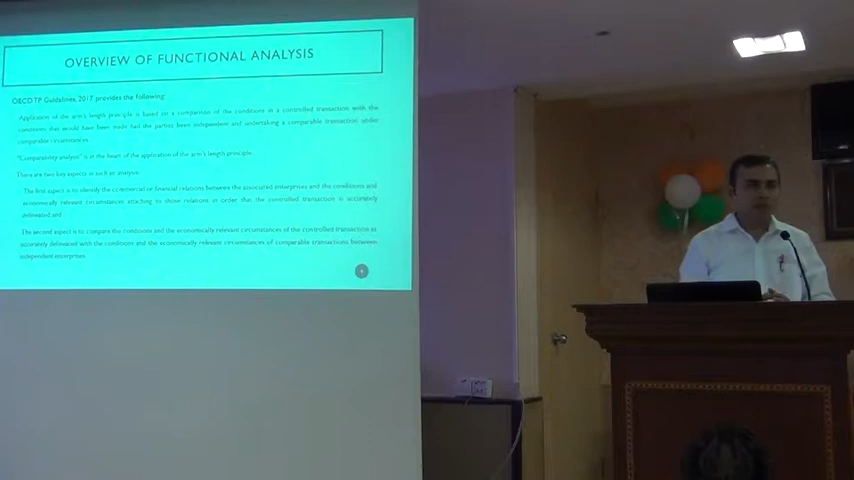 OVERVIEW OF FUNCTIONAL ANALYSIS
OECD TP Guidelines, 2017 provides the following:
Application of the arm's length principle is based on a comparison of the conditions in a controlled transaction with the
conditions that would have been made had the parties been independent and undertaking a comparable transaction under
comparable circumstances.
"Comparability analysis" is at the heart of the application of the arm's length principle.
There are two key aspects in such an analysis:
The first aspect is to identify the commercial or financial relations between the associated enterprises and the conditions and
economically relevant circumstances attaching to those relations in order that the controlled transaction is accurately
delineated and
The second aspect is to compare the conditions and the economically relevant circumstances of the controlled transaction as
accurately delineated with the conditions and the economically relevant circumstances of comparable transactions between
independent enterprises.